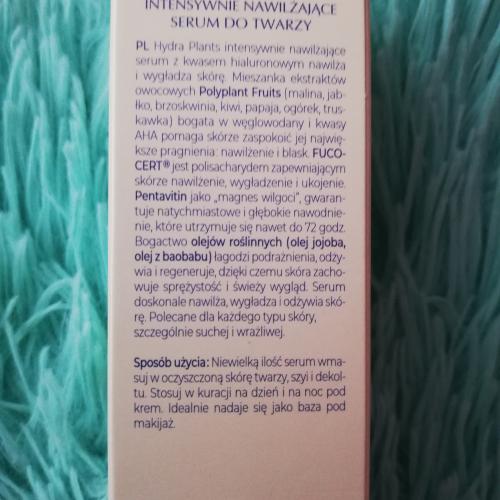 INTENSYWNIE NAWILŻAJĄCE
SERUM DO TWARZY
PL Hydra Plants intensywnie nawilżające
serum z kwasem hialuronowym nawilża
i wygładza skórę. Mieszanka ekstraktów
owocowych Polyplant Fruits (malina, jab-
łko, brzoskwinia, kiwi, papaja, ogórek, trus-
kawka) bogata w węglowodany i kwasy
AHA pomaga skórze zaspokoić jej najwię-
ksze pragnienia: nawilżenie i blask. FUCO-
CERT® jest polisacharydem zapewniającym
skórze nawilżenie, wygładzenie i ukojenie.
Pentavitin jako „magnes wilgoci”, gwaran-
tuje natychmiastowe i głębokie nawodnie-
nie, które utrzymuje się nawet do 72 godz.
Bogactwo olejów roślinnych (olej jojoba,
olej z baobabu) łagodzi podrażnienia, odży-
wia i regeneruje, dzięki czemu skóra zacho-
wuje sprężystość i świeży wygląd. Serum
doskonale nawilża, wygładza i odżywia skó-
rę. Polecane dla każdego typu skóry,
szczególnie suchej i wrażliwej.
Sposób użycia: Niewielką ilość serum wma-
suj w oczyszczoną skórę twarzy, szyi i dekol-
tu. Stosuj w kuracji na dzień i na noc pod
krem. Idealnie nadaje się jako baza pod
makijaż.